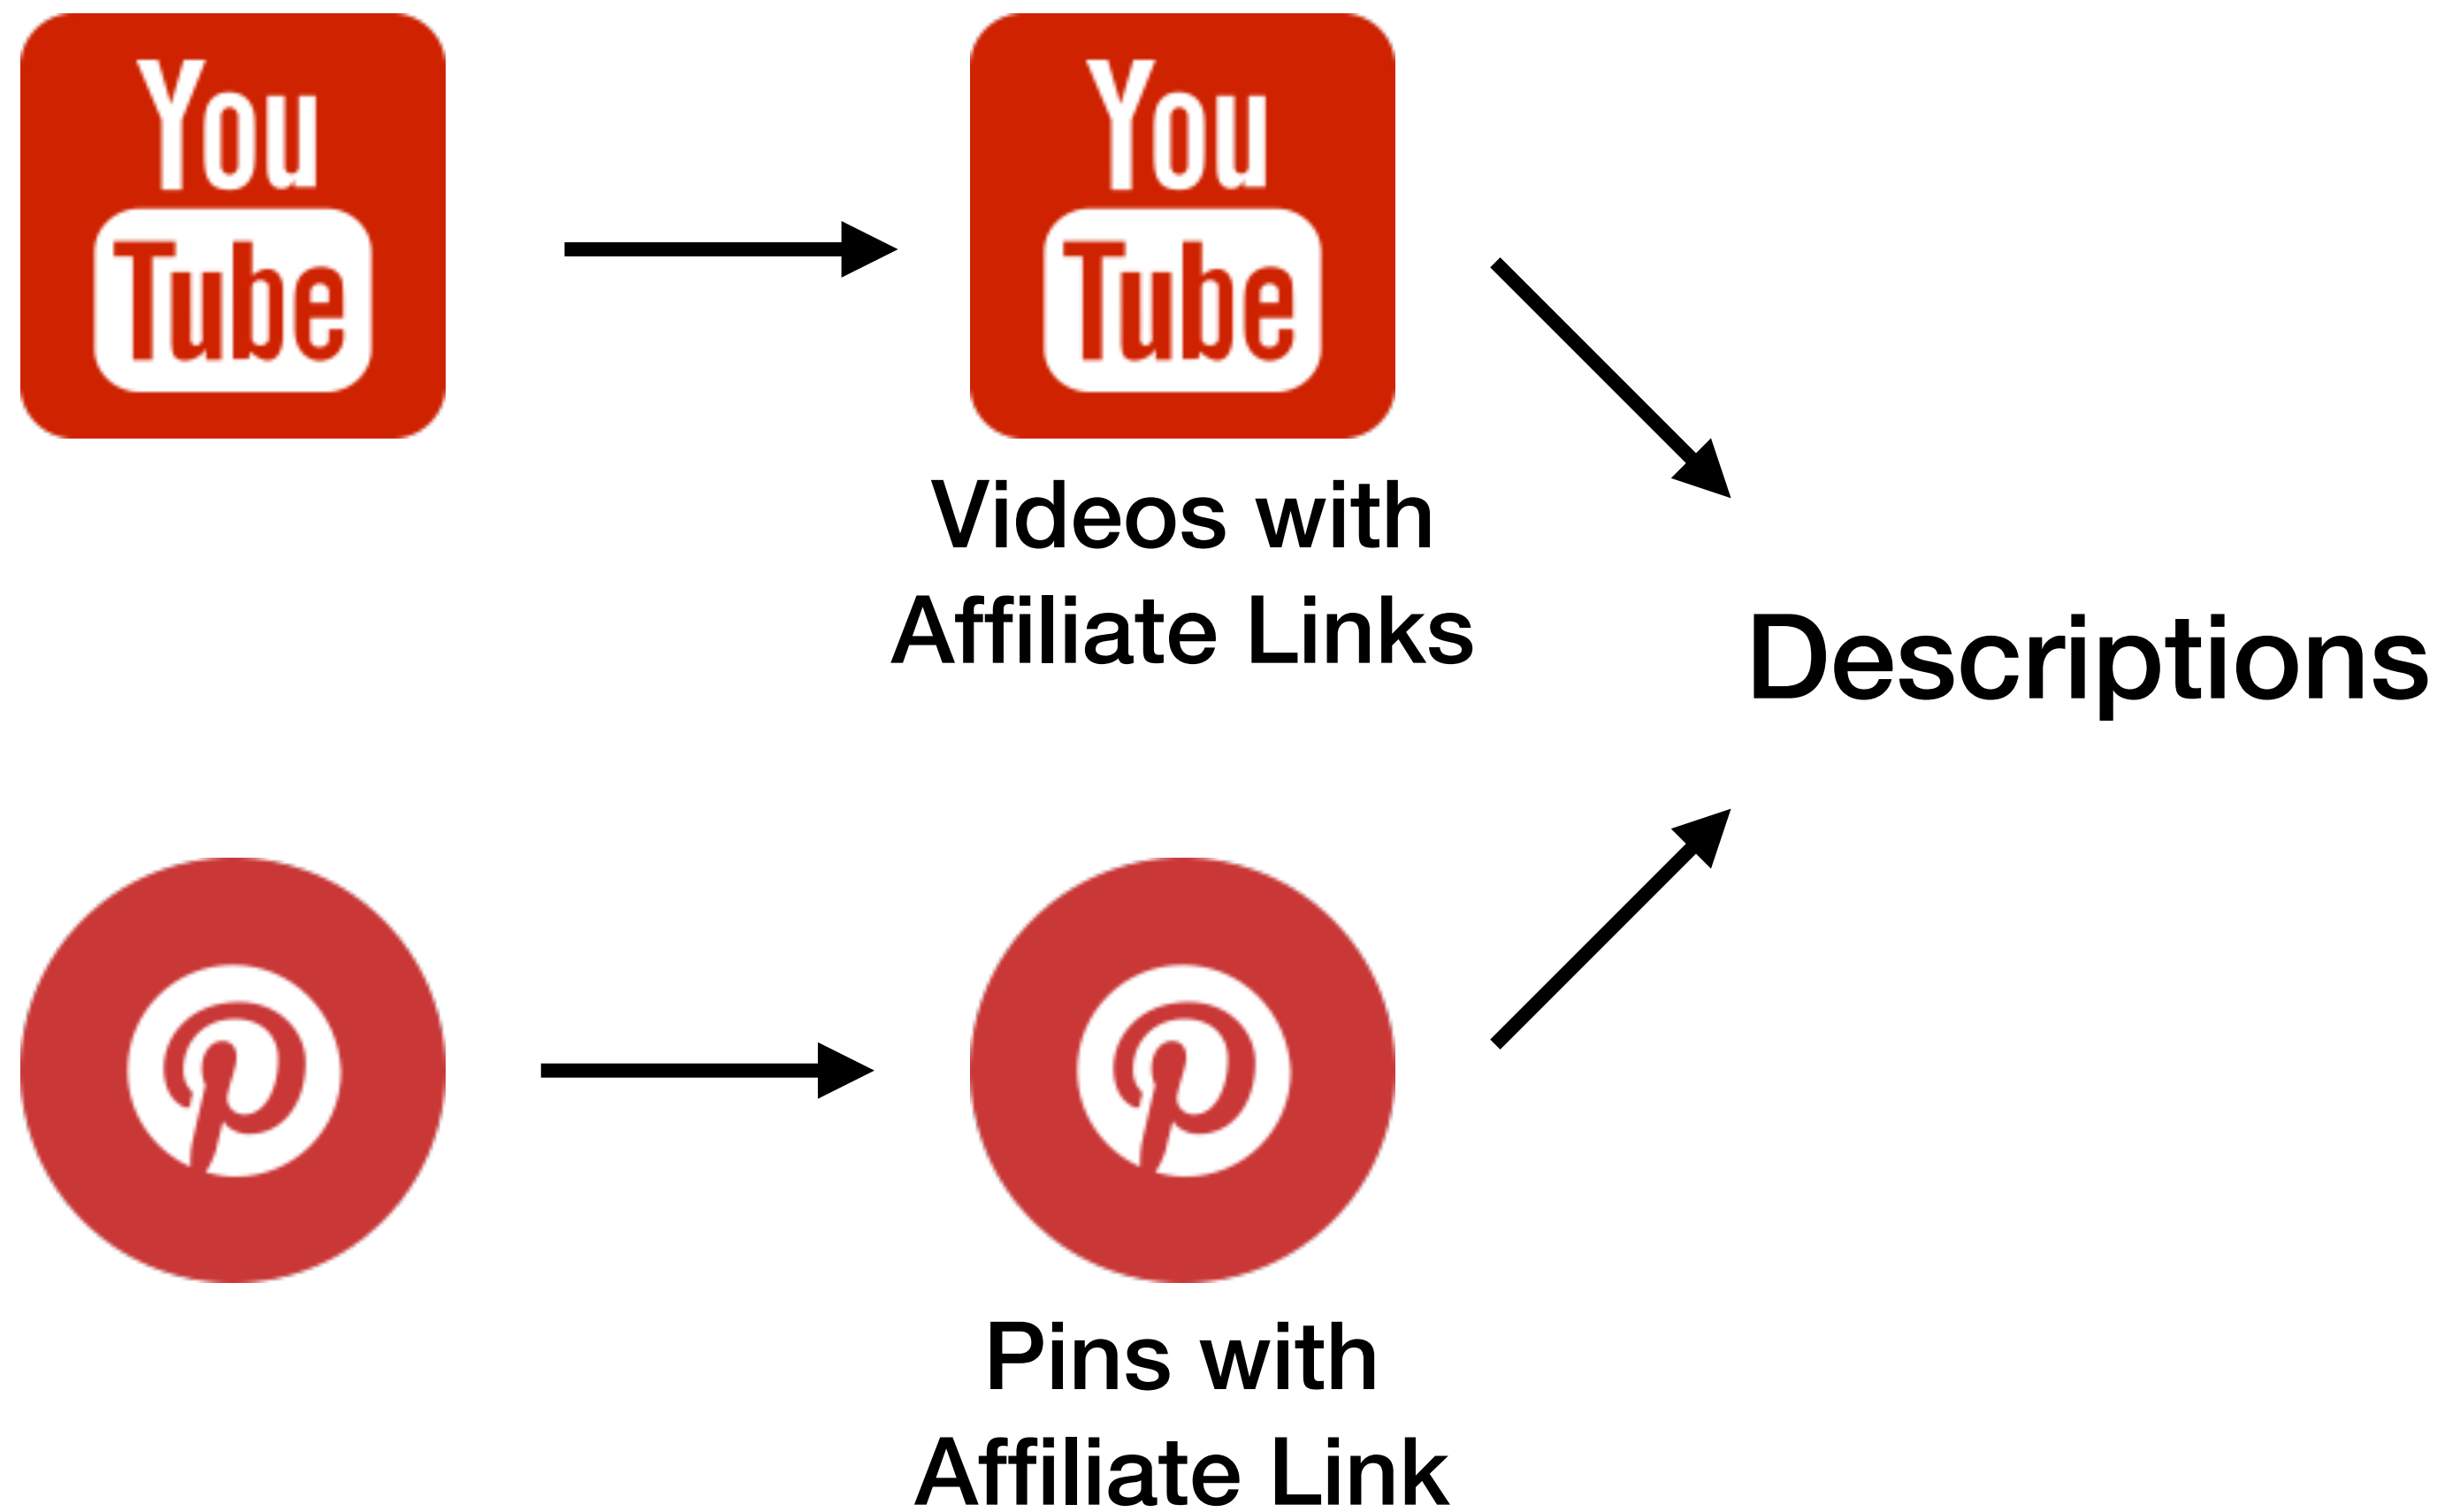 You
Tube
You
Tube
Videos with
Affiliate Links
Descriptions
Pins with
Affiliate Link